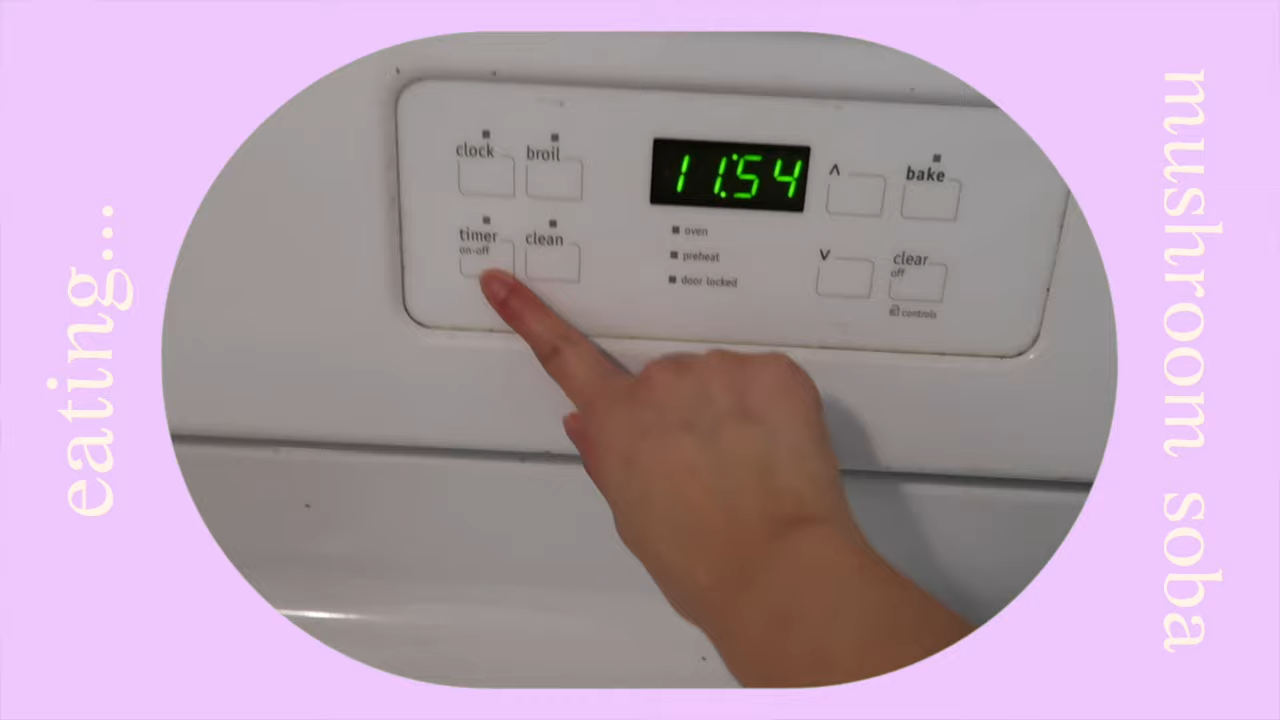 eating...
mushroom soba
clock
broil
11:54
^
bake
timer
on-off
clean
oven
preheat
door locked
v
clear
off
controls